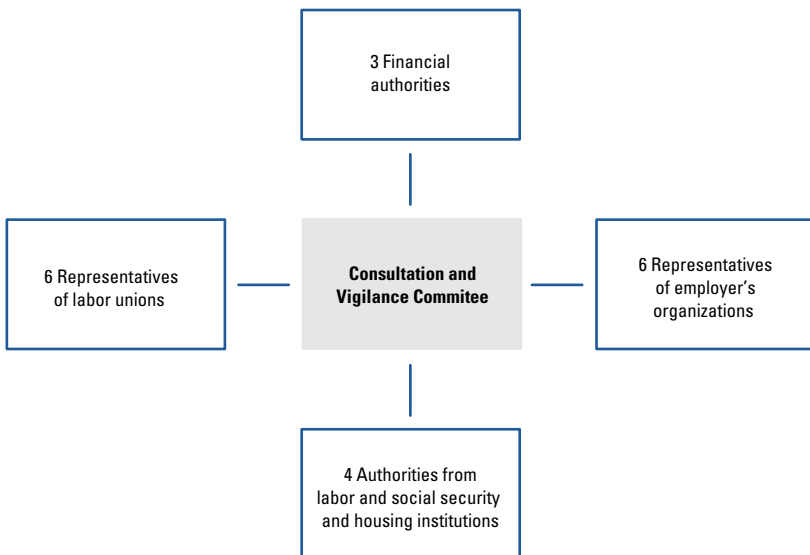 3 Financial
authorities
6 Representatives
of labor unions
Consultation and
Vigilance Commitee
6 Representatives
of employer’s
organizations
4 Authorities from
labor and social security
and housing institutions